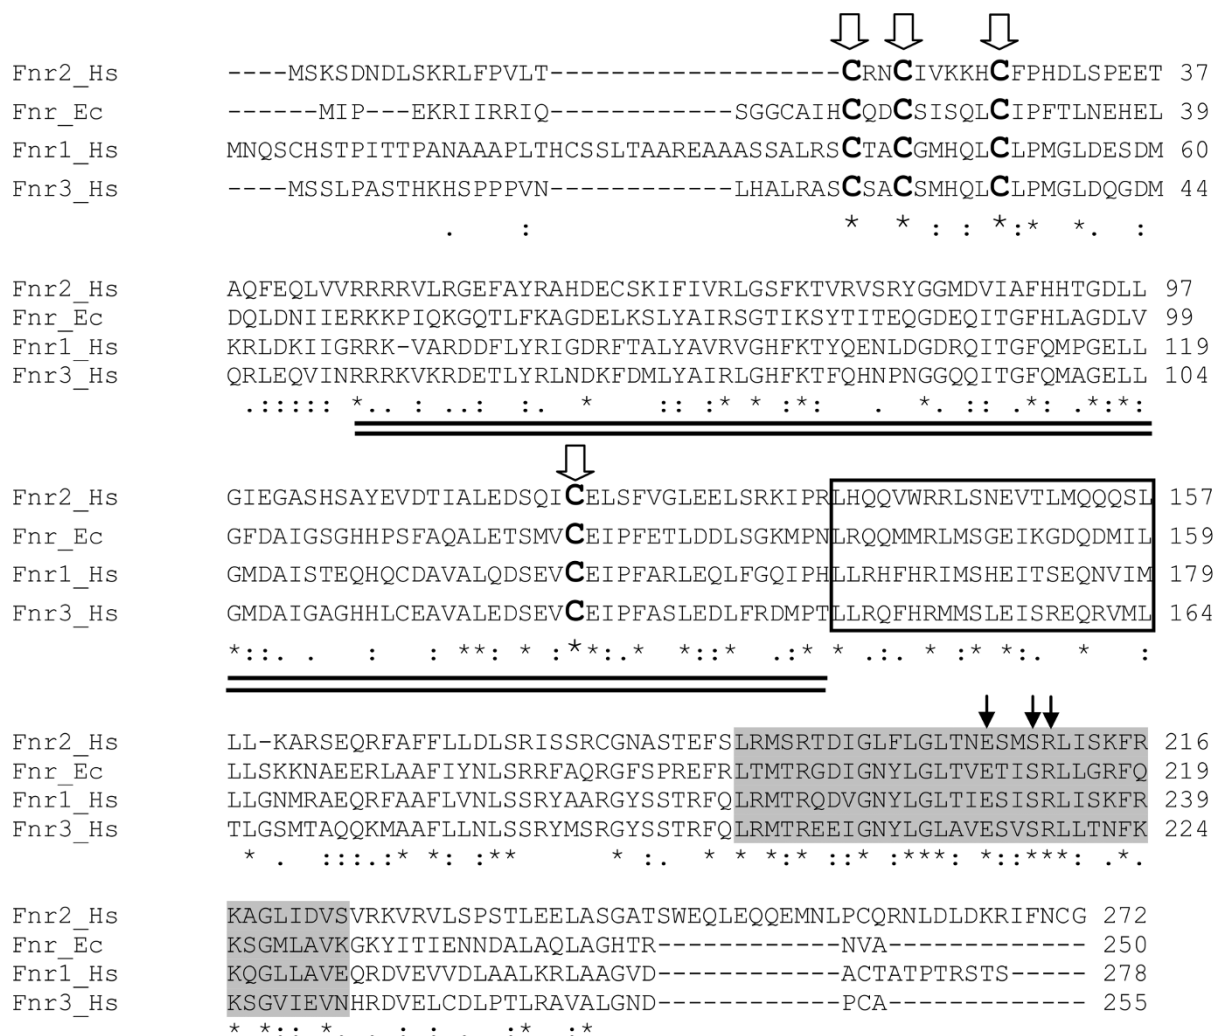 Fnr2_Hs ----MSKSDNDLSKRLFPVLT-------------------CRNCIVKKHCFPHDLSPEET 37
Fnr_Ec ------MIP---EKRIIRRIQ------------SGGCAIHCQDCSISQLCIPFTLNEHEL 39
Fnr1_Hs MNQSCHSTPITTPANAAAPLTHCSSLTAAREAAASSALRSCTACGMHQLCLPMGLDESDM 60
Fnr3_Hs ----MSSLPASTHKHSPPPVN------------LHALRASCSACSMHQLCLPMGLDQGDM 44
. : * * : : *:* *. :
Fnr2_Hs AQFEQLVVRRRRVLRGEFAYRAHDECSKIFIVRLGSFKTVRVSRYGGMDVIAFHHTGDLL 97
Fnr_Ec DQLDNIIERKKPIQKGQTLFKAGDELKSLYAIRSGTIKSYTITEQGDEQITGFHLAGDLV 99
Fnr1_Hs KRLDKIIGRRK-VARDDFLYRIGDRFTALYAVRVGHFKTYQENLDGDRQITGFQMPGELL 119
Fnr3_Hs QRLEQVINRRRKVKRDETLYRLNDKFDMLYAIRLGHFKTFQHNPNGGQQITGFQMAGELL 104
.::::: *.. : ..: :. * :: :* * :*: . *. : .*: .*:*:
Fnr2_Hs GIEGASHSAYEVDTIALEDSQICELSFVGLEELSRKIPRLHQQVWRRLSNEVTLMQQQSL 157
Fnr_Ec GFDAIGSGHHPSFAQALETSMVCEIPFETLDDLSGKMPNLRQQMMRLMSGEIKGDQDMIL 159
Fnr1_Hs GMDAISTEQHQCDAVALQDSEVCEIPFARLEQLFGQIPHLLRHFHRIMSHEITSEQNVIM 179
Fnr3_Hs GMDAIGAGHHLCEAVALEDSEVCEIPFASLEDLFRDMPTLLRQFHRMMSLEISREQRVML 164
*::. . : : **: * :**:.* *::* .:* * .:. * :* *:. * :
Fnr2_Hs LL-KARSEQRFAFFLLDLSRISSRCGNASTEFSLRMSRTDIGLFLGLTNESMSRLISKFR 216
Fnr_Ec LLSKKNAEERLAAFIYNLSRRFAQRGFSPREFRLTMTRGDIGNYLGLTVETISRLLGRFQ 219
Fnr1_Hs LLGNMRAEQRFAAFLVNLSSRYAARGYSSTRFQLRMTRQDVGNYLGLTIESISRLISKFR 239
Fnr3_Hs TLGSMTAQQKMAAFLLNLSSRYMSRGYSSTRFQLRMTREEIGNYLGLAVESVSRLLTNFK 224
* . :::.:* *: :** * :. * *:* ::* :***: *::***: .*.
Fnr2_Hs KAGLIDVSVRKVRVLSPSTLEELASGATSWEQLEQQEMNLPCQRNLDLDKRIFNCG 272
Fnr_Ec KSGMLAVKGKYITIENNDALAQLAGHTR------------NVA------------- 250
Fnr1_Hs KQGLLAVEQRDVEVVDLAALKRLAAGVD------------ACTATPTRSTS----- 278
Fnr3_Hs KSGVIEVNHRDVELCDLPTLRAVALGND------------PCA------------- 255
* *:: *. : : . :* :*